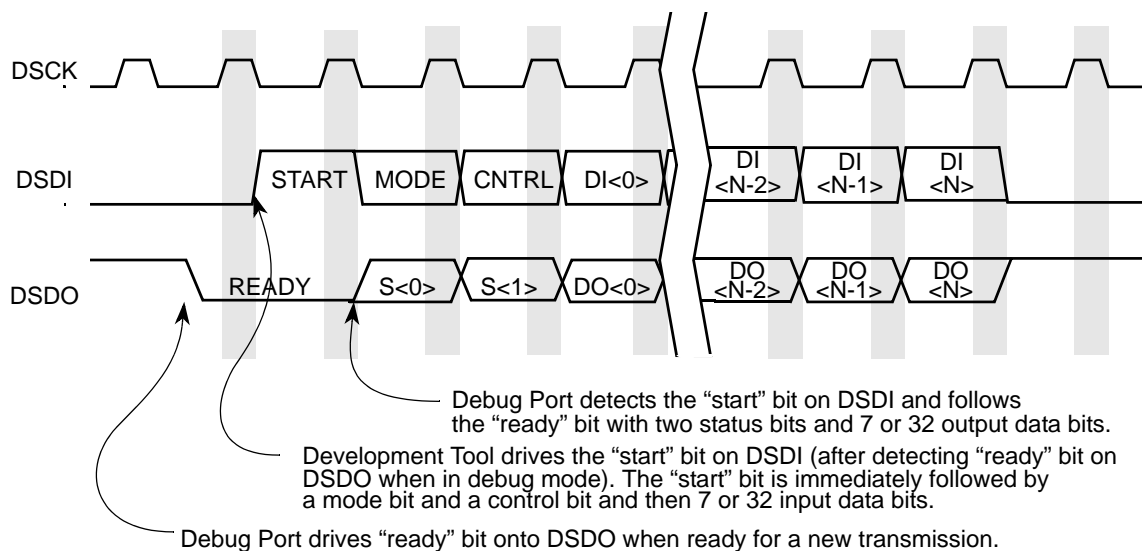 DSCK
DSDI
START MODE CNTRL DI<0> DI <N-2> DI <N-1> DI <N>
DSDO
READY S<0> S<1> DO<0> DO <N-2> DO <N-1> DO <N>
Debug Port detects the “start” bit on DSDI and follows
the “ready” bit with two status bits and 7 or 32 output data bits.
Development Tool drives the “start” bit on DSDI (after detecting “ready” bit on
DSDO when in debug mode). The “start” bit is immediately followed by
a mode bit and a control bit and then 7 or 32 input data bits.
Debug Port drives “ready” bit onto DSDO when ready for a new transmission.